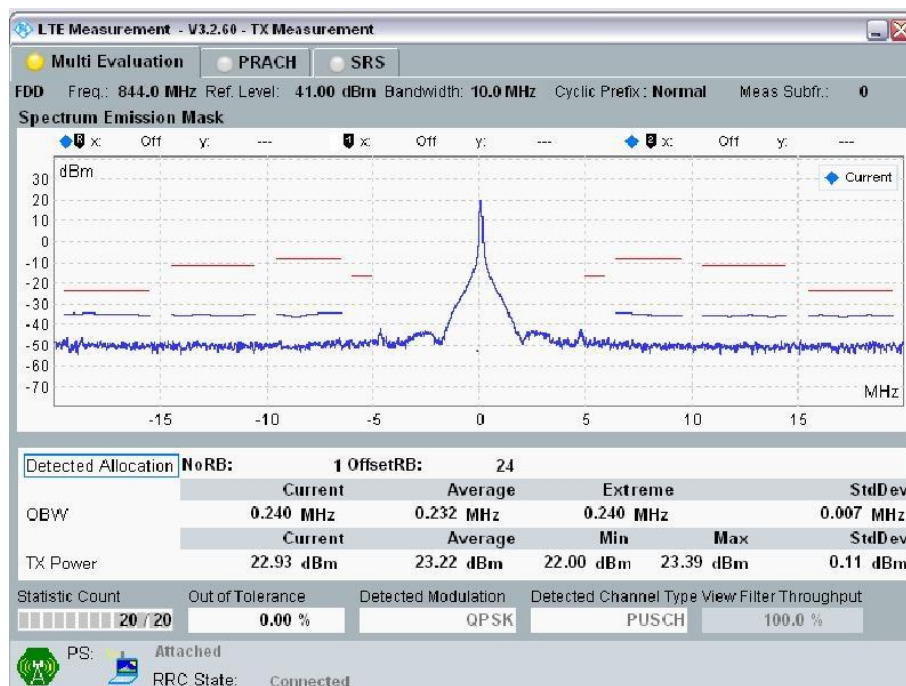 LTE Measurement - V3.2.60 - TX Measurement
Multi Evaluation PRACH SRS
FDD Freq.: 844.0 MHz Ref. Level: 41.00 dBm Bandwidth: 10.0 MHz Cyclic Prefix: Normal Meas Subfr.: 0
Spectrum Emission Mask
R x: Off y: --- 1 x: Off y: --- 2 x: Off y: ---
dBm
Current
30
20
10
0
-10
-20
-30
-40
-50
-60
-70
MHz
-15 -10 -5 0 5 10 15
Detected Allocation NoRB: 1 OffsetRB: 24
Current Average Extreme StdDev
OBW 0.240 MHz 0.232 MHz 0.240 MHz 0.007 MHz
Current Average Min Max StdDev
TX Power 22.93 dBm 23.22 dBm 22.00 dBm 23.39 dBm 0.11 dBm
Statistic Count Out of Tolerance Detected Modulation Detected Channel Type View Filter Throughput
20 / 20 0.00 % QPSK PUSCH 100.0 %
PS: Attached
RRC State: Connected